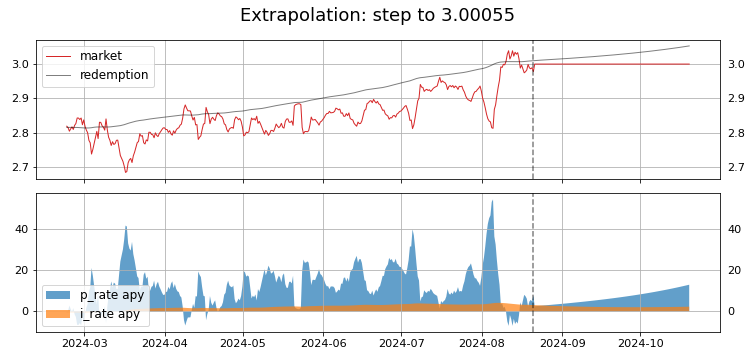 Extrapolation: step to 3.00055
market
redemption
3.0
2.9
2.8
2.7
3.0
2.9
2.8
2.7
40
20
0
40
20
0
p_rate apy
i_rate apy
2024-03 2024-04 2024-05 2024-06 2024-07 2024-08 2024-09 2024-10